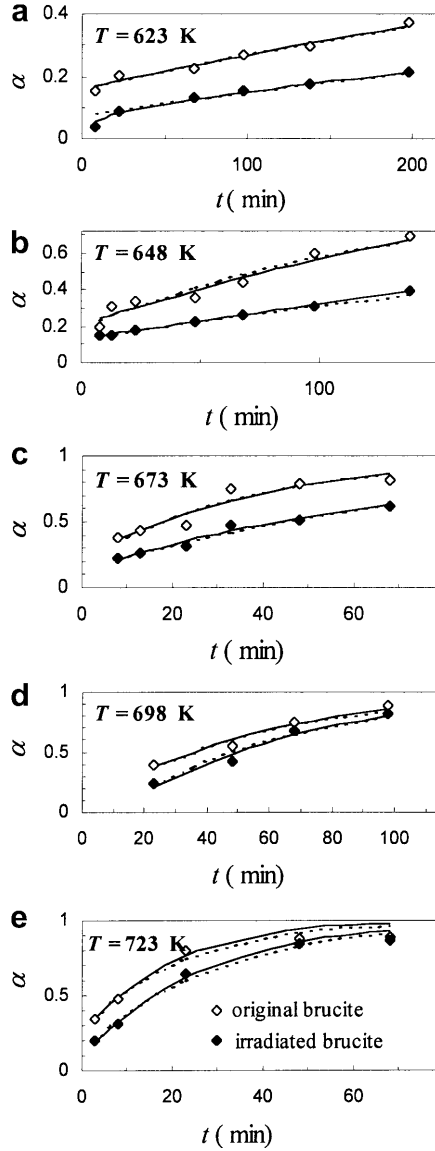 a
T = 623 K
0.4
0.2
0
α
0
100
200
t ( min)
b
T = 648 K
0.6
0.4
0.2
0
α
0
100
t ( min)
c
T = 673 K
1
0.5
0
α
0
20
40
60
t ( min)
d
T = 698 K
1
0.5
0
α
0
20
40
60
80
100
t ( min)
e
T = 723 K
1
0.5
0
α
original brucite
irradiated brucite
0
20
40
60
t ( min)